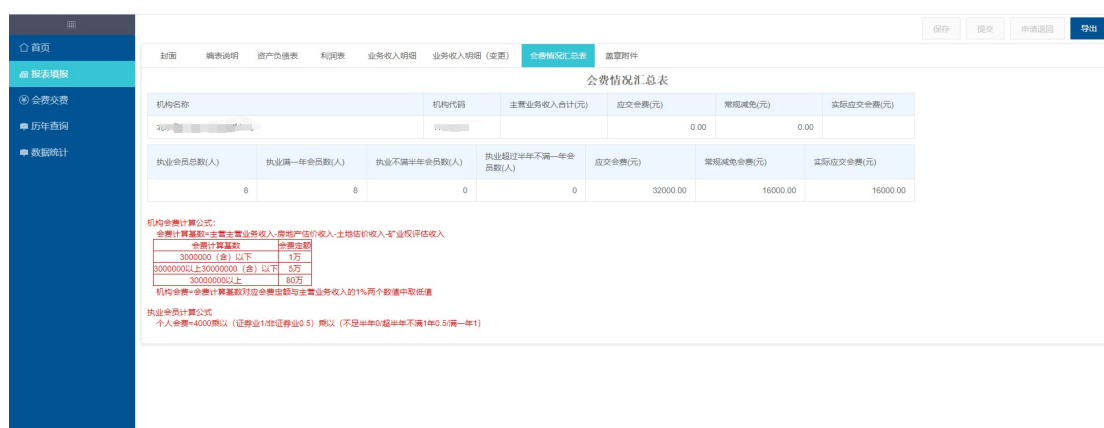 保存 提交 申请退回 导出
首页
报表填报
会费交费
历年查询
数据统计
封面 编表说明 资产负债表 利润表 业务收入明细 业务收入明细（变更） 会费情况汇总表 盖章附件
会费情况汇总表
机构名称 机构代码 主营业务收入合计(元) 应交会费(元) 常规减免(元) 实际应交会费(元)
0.00 0.00
执业会员总数(人) 执业满一年会员数(人) 执业不满半年会员数(人) 执业超过半年不满一年会员数(人) 应交会费(元) 常规减免会费(元) 实际应交会费(元)
8 8 0 0 32000.00 16000.00 16000.00
机构会费计算公式：
会费计算基数=主营主营业务收入-房地产估价收入-土地估价收入-矿业权评估收入
会费计算基数 会费定额
3000000（含）以下 1万
3000000以上30000000（含）以下 5万
30000000以上 80万
机构会费=会费计算基数对应会费定额与主营业务收入的1%两个数值中取低值
执业会员计算公式
个人会费=4000乘以（证券业1/非证券业0.5）乘以（不足半年0/超半年不满1年0.5/满一年1）